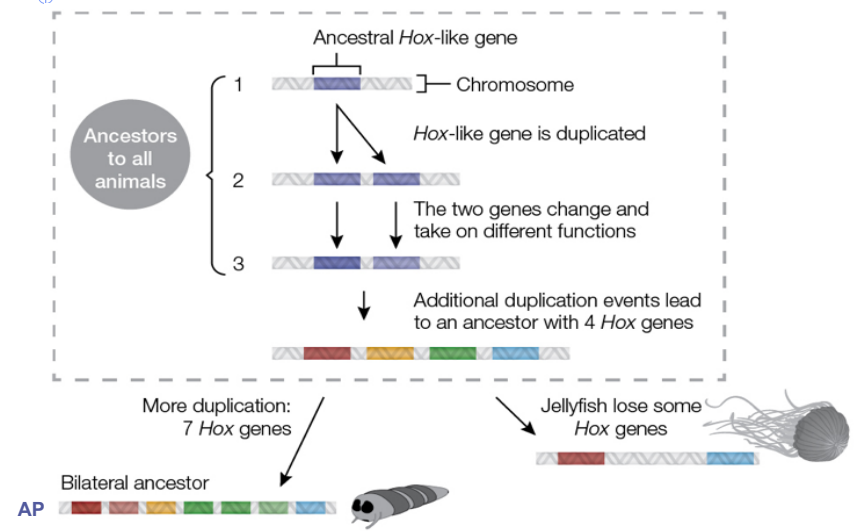 Ancestral Hox-like gene
1
Chromosome
Ancestors
to all
animals
Hox-like gene is duplicated
2
The two genes change and
take on different functions
3
Additional duplication events lead
to an ancestor with 4 Hox genes
More duplication:
7 Hox genes
Jellyfish lose some
Hox genes
Bilateral ancestor
AP